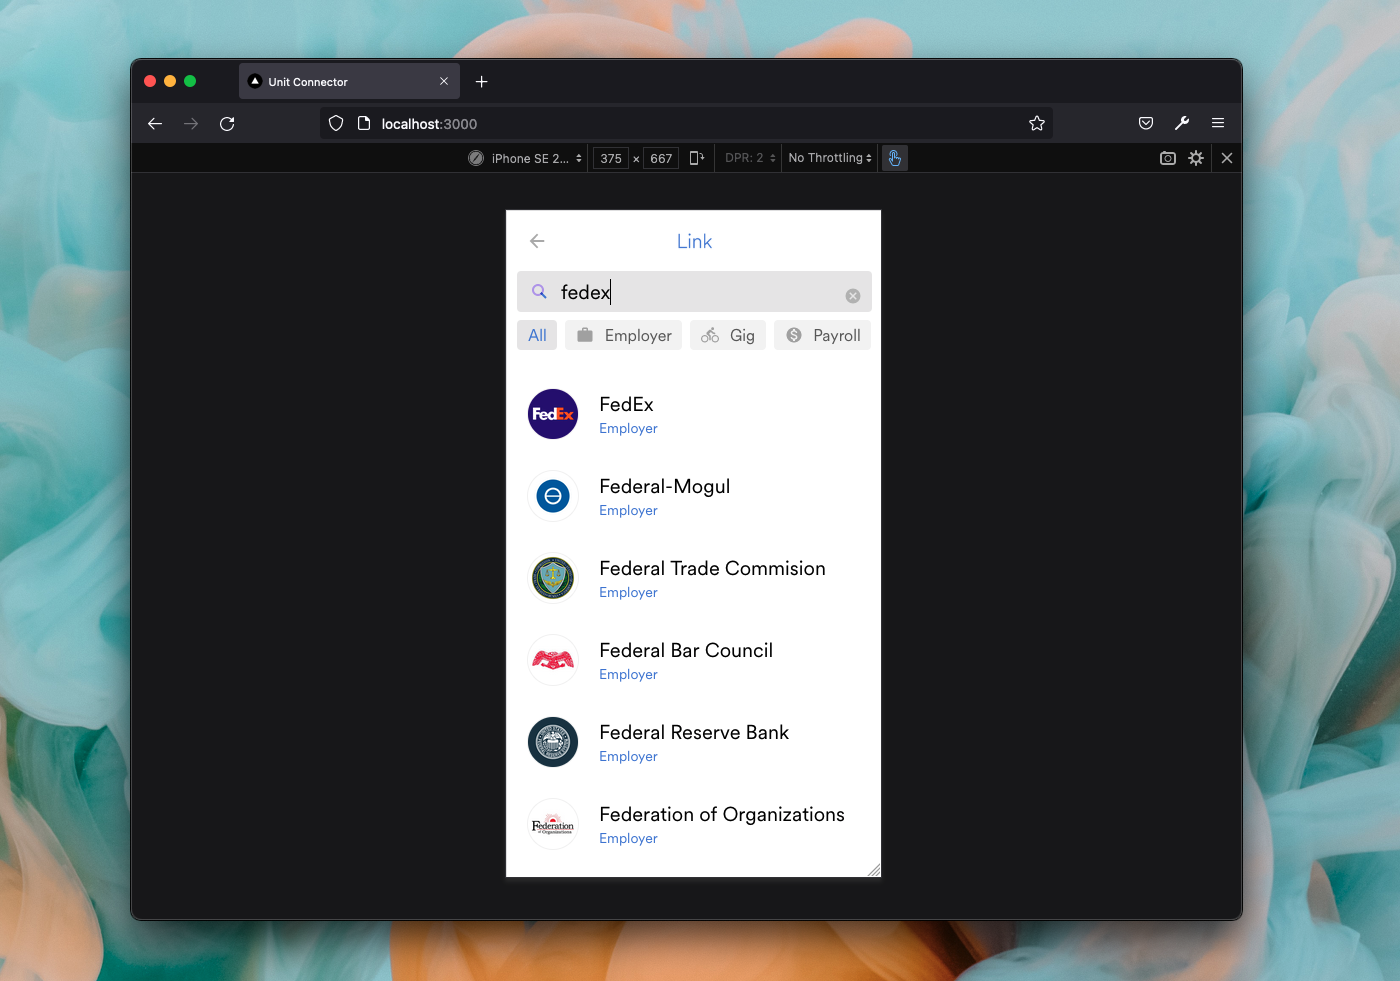 Unit Connector
localhost:3000
iPhone SE 2... 375 × 667 DPR: 2 No Throttling
Link
fedex
All Employer Gig Payroll
FedEx
FedEx
Employer
Federal-Mogul
Employer
Federal Trade Commision
Employer
Federal Bar Council
Employer
Federal Reserve Bank
Employer
Federation of Organizations
Federation
of Organizations
Employer